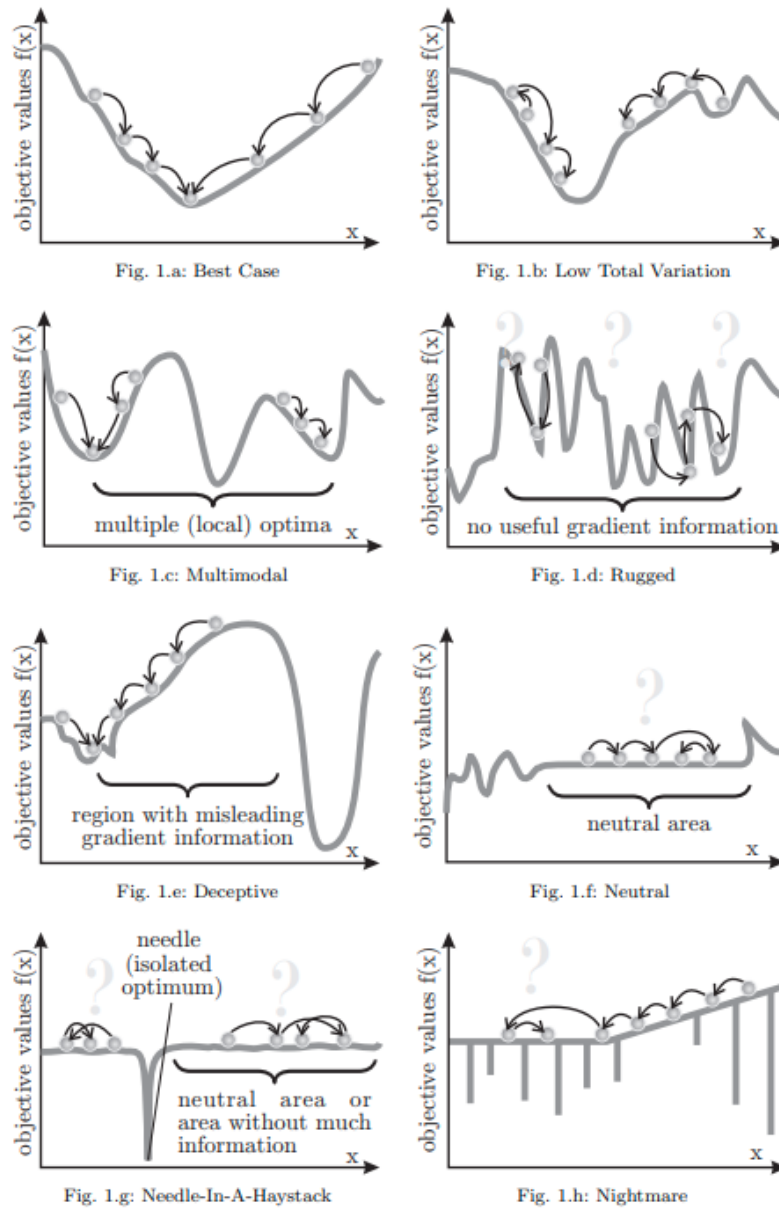 objective values f(x)
x
Fig. 1.a: Best Case
objective values f(x)
x
Fig. 1.b: Low Total Variation
objective values f(x)
multiple (local) optima
x
Fig. 1.c: Multimodal
objective values f(x)
? ? ?
no useful gradient information
x
Fig. 1.d: Rugged
objective values f(x)
region with misleading
gradient information
x
Fig. 1.e: Deceptive
objective values f(x)
?
neutral area
x
Fig. 1.f: Neutral
objective values f(x)
?
needle
(isolated
optimum)
?
neutral area or
area without much
information
x
Fig. 1.g: Needle-In-A-Haystack
objective values f(x)
?
x
Fig. 1.h: Nightmare